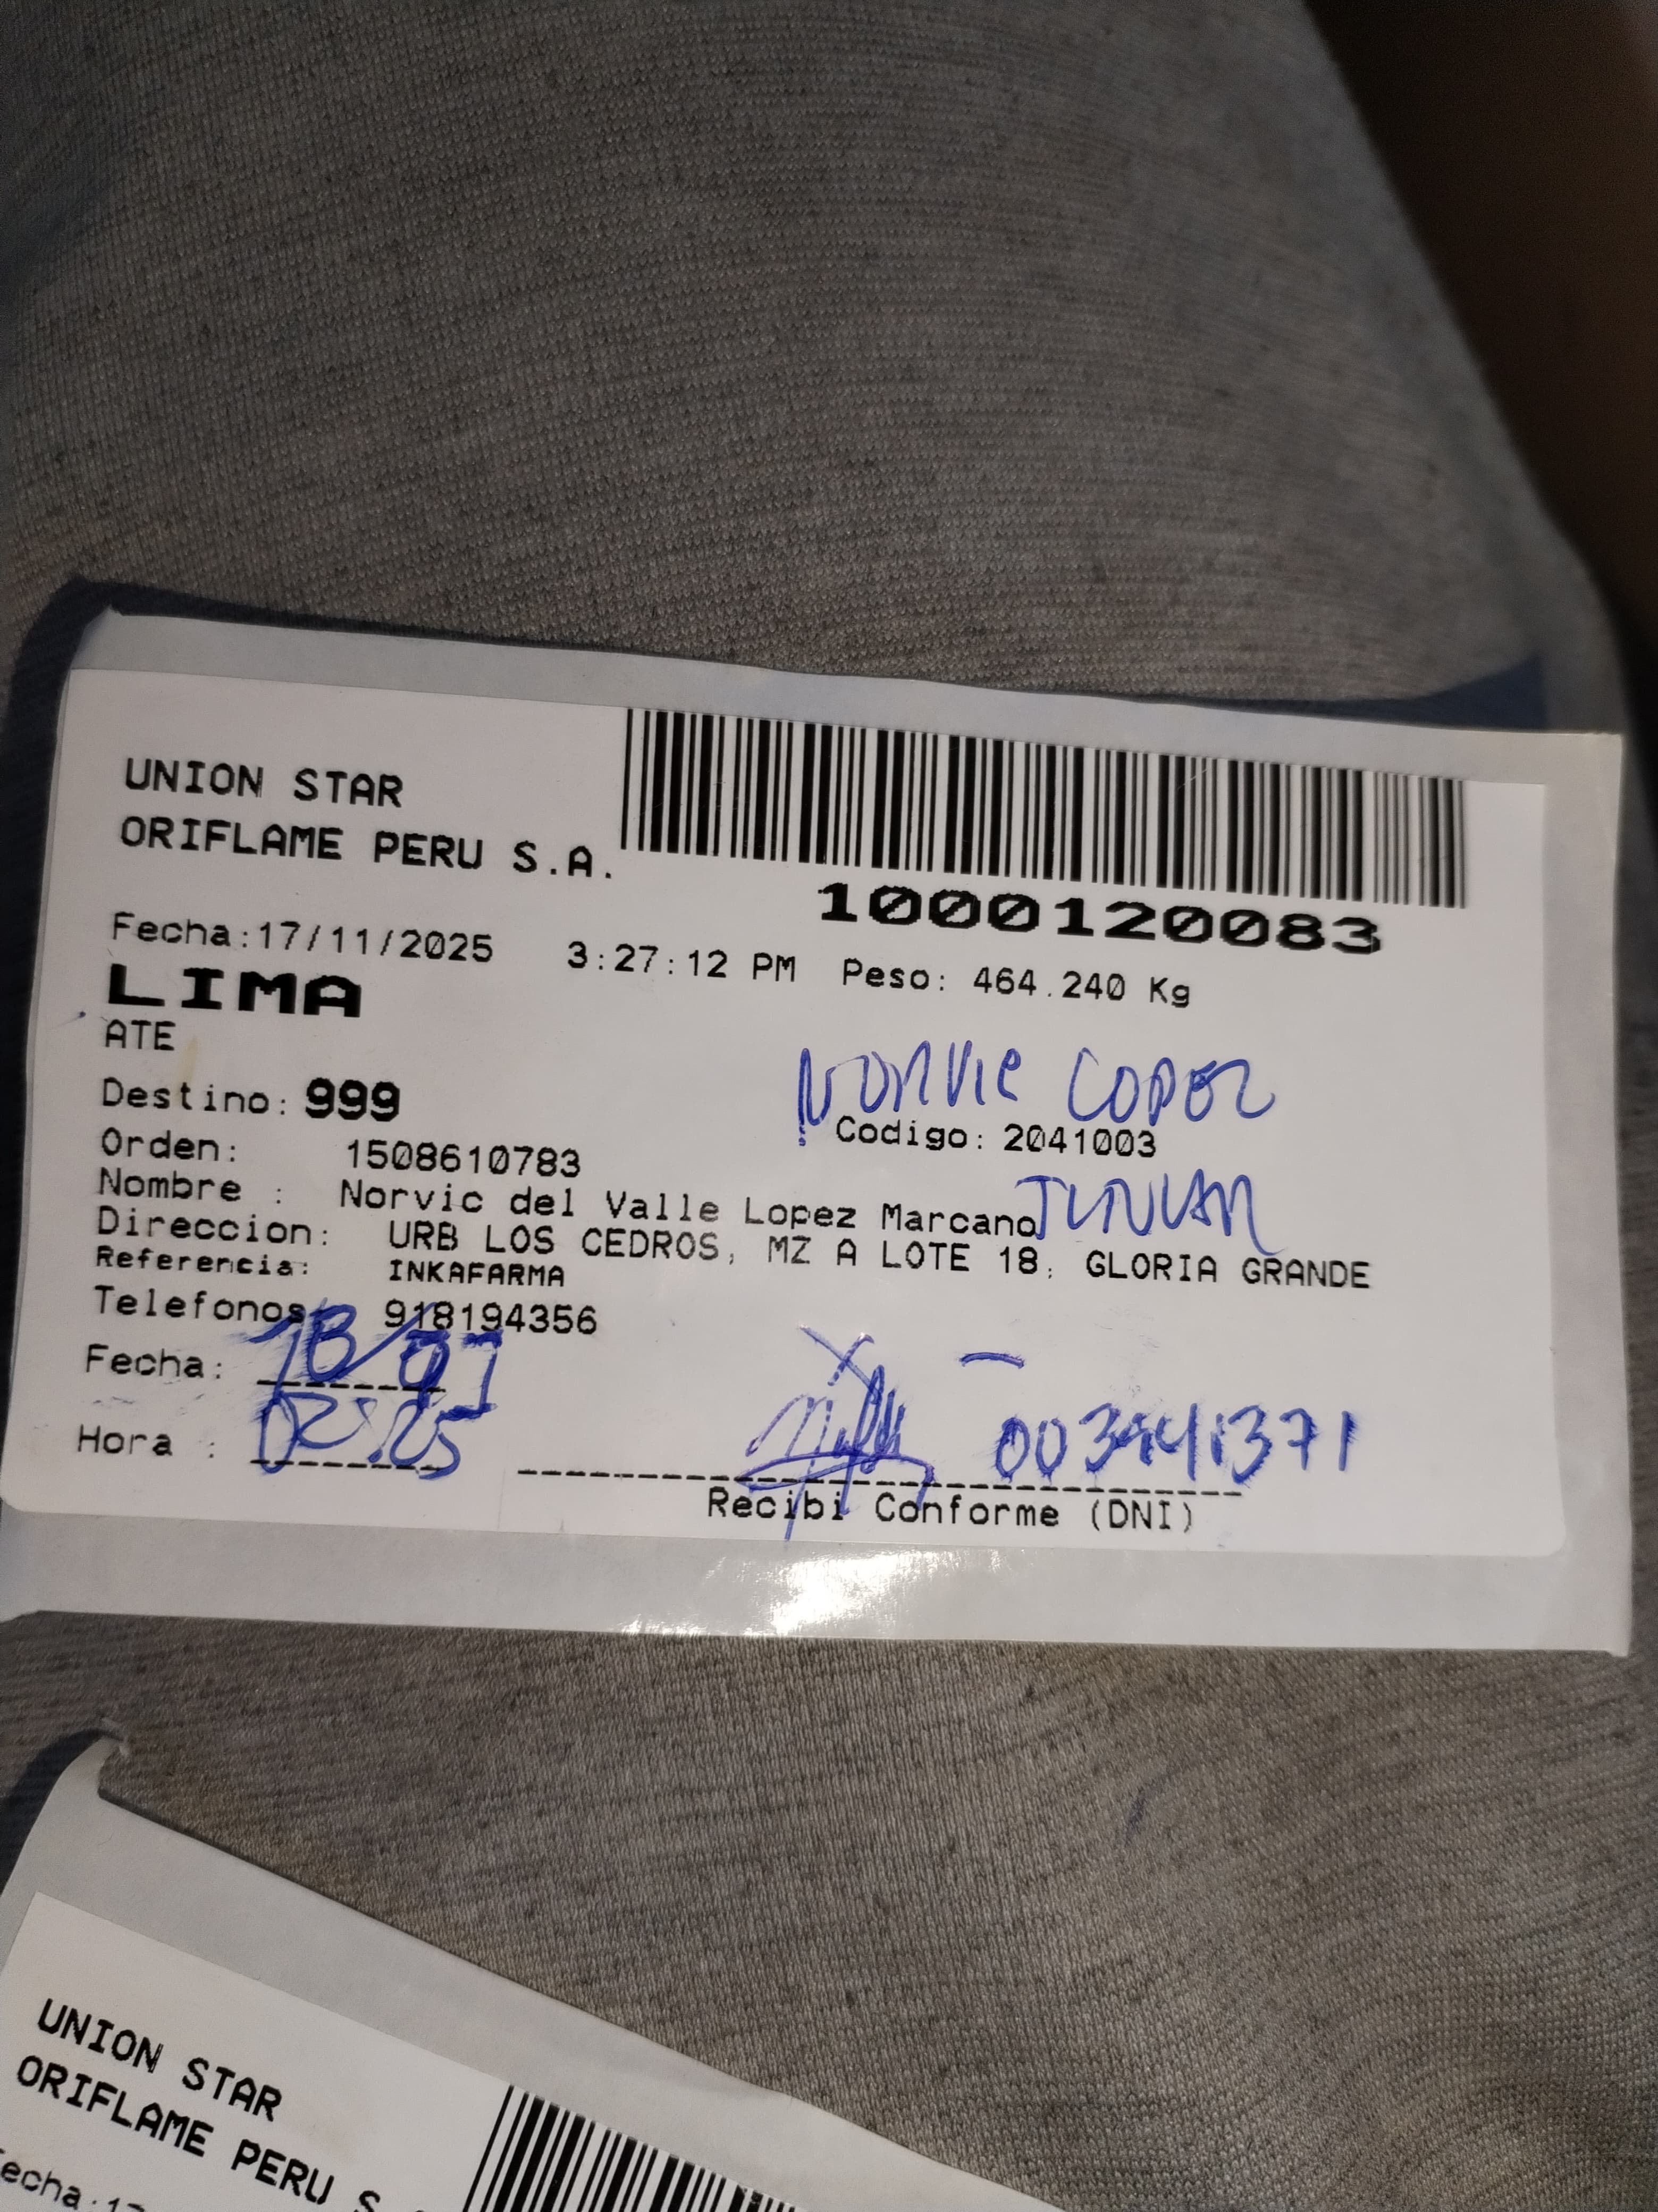 UNION STAR
ORIFLAME PERU S.A.
1000120083
Fecha:17/11/2025 3:27:12 PM Peso: 464.240 Kg
LIMA
ATE
Norvic Lopez
Destino: 999
Codigo: 2041003
Orden: 1508610783
Nombre : Norvic del Valle Lopez Marcano
Direccion: URB LOS CEDROS, MZ A LOTE 18, GLORIA GRANDE
Referencia: INKAFARMA
Telefonos 918194356
Fecha:
Hora :
Recibi Conforme (DNI)
UNION STAR
ORIFLAME PERU S